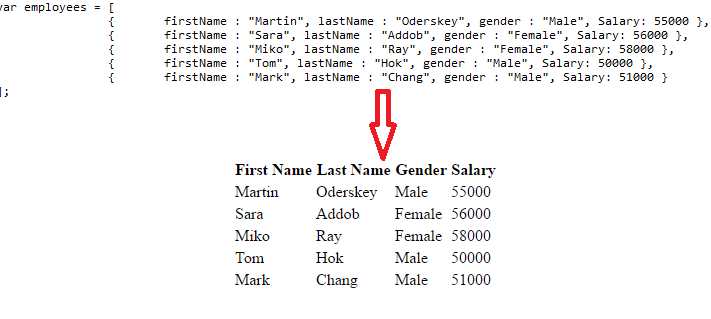 var employees = [
{ firstName : "Martin", lastName : "Oderskey", gender : "Male", Salary: 55000 },
{ firstName : "Sara", lastName : "Addob", gender : "Female", Salary: 56000 },
{ firstName : "Miko", lastName : "Ray", gender : "Female", Salary: 58000 },
{ firstName : "Tom", lastName : "Hok", gender : "Male", Salary: 50000 },
{ firstName : "Mark", lastName : "Chang", gender : "Male", Salary: 51000 }
];
First Name Last Name Gender Salary
Martin Oderskey Male 55000
Sara Addob Female 56000
Miko Ray Female 58000
Tom Hok Male 50000
Mark Chang Male 51000